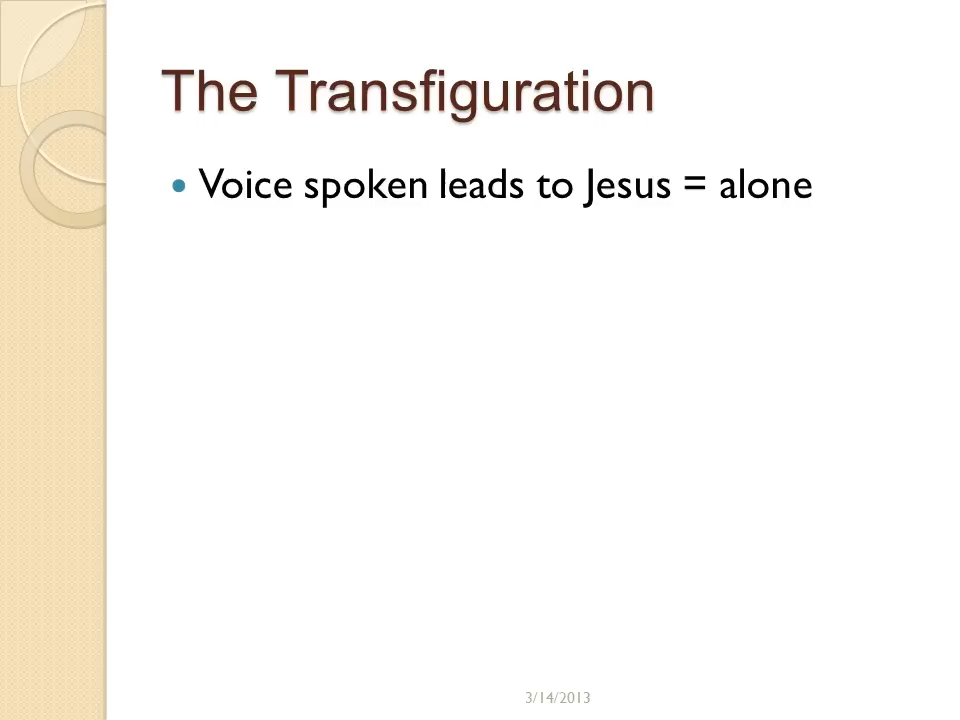 The Transfiguration
• Voice spoken leads to Jesus = alone
3/14/2013